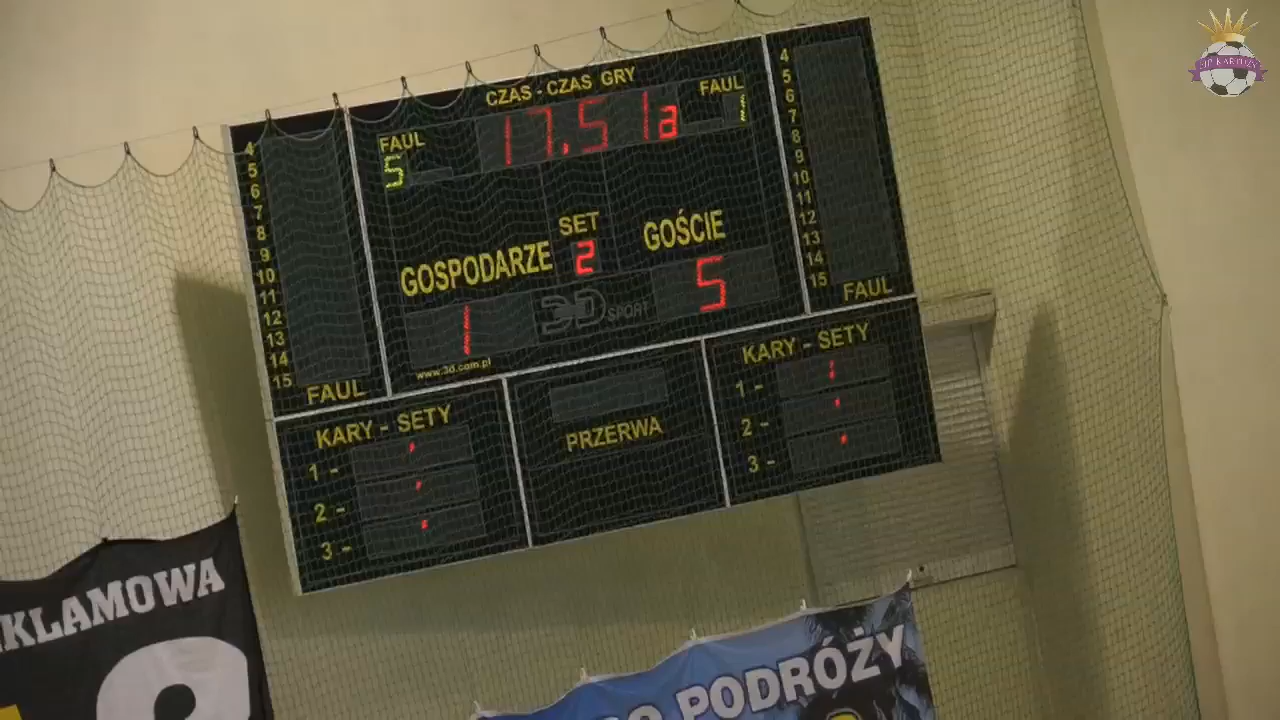 CZAS - CZAS GRY
FAUL
17.51
FAUL
5
SET
2
GOSPODARZE
GOŚCIE
1
3D SPORT
5
www.3d.com.pl
4
5
6
7
8
9
10
11
12
13
14
15
FAUL
4
5
6
7
8
9
10
11
12
13
14
15
FAUL
KARY - SETY
1 -
2 -
3 -
PRZERWA
KARY - SETY
1 -
2 -
3 -
KLAMOWA
PODRÓŻY